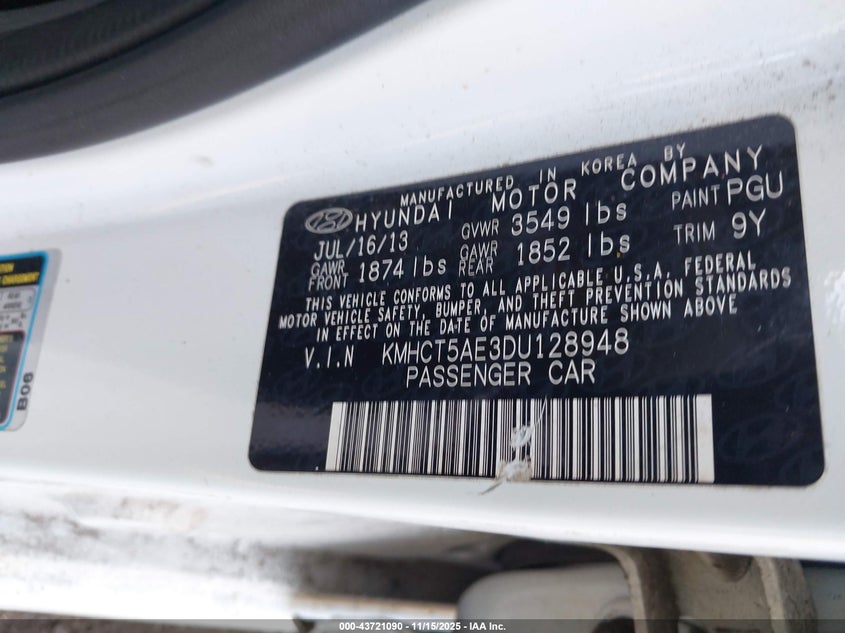 MANUFACTURED IN KOREA BY
HYUNDAI MOTOR COMPANY
JUL/16/13 GVWR 3549 lbs PAINT PGU
GAWR FRONT 1874 lbs GAWR REAR 1852 lbs TRIM 9Y
THIS VEHICLE CONFORMS TO ALL APPLICABLE U.S.A. FEDERAL
MOTOR VEHICLE SAFETY, BUMPER, AND THEFT PREVENTION STANDARDS
IN EFFECT ON THE DATE OF MANUFACTURE SHOWN ABOVE
V.I.N KMHCT5AE3DU128948
PASSENGER CAR
B06
000-43721090 - 11/15/2025 - IAA Inc.